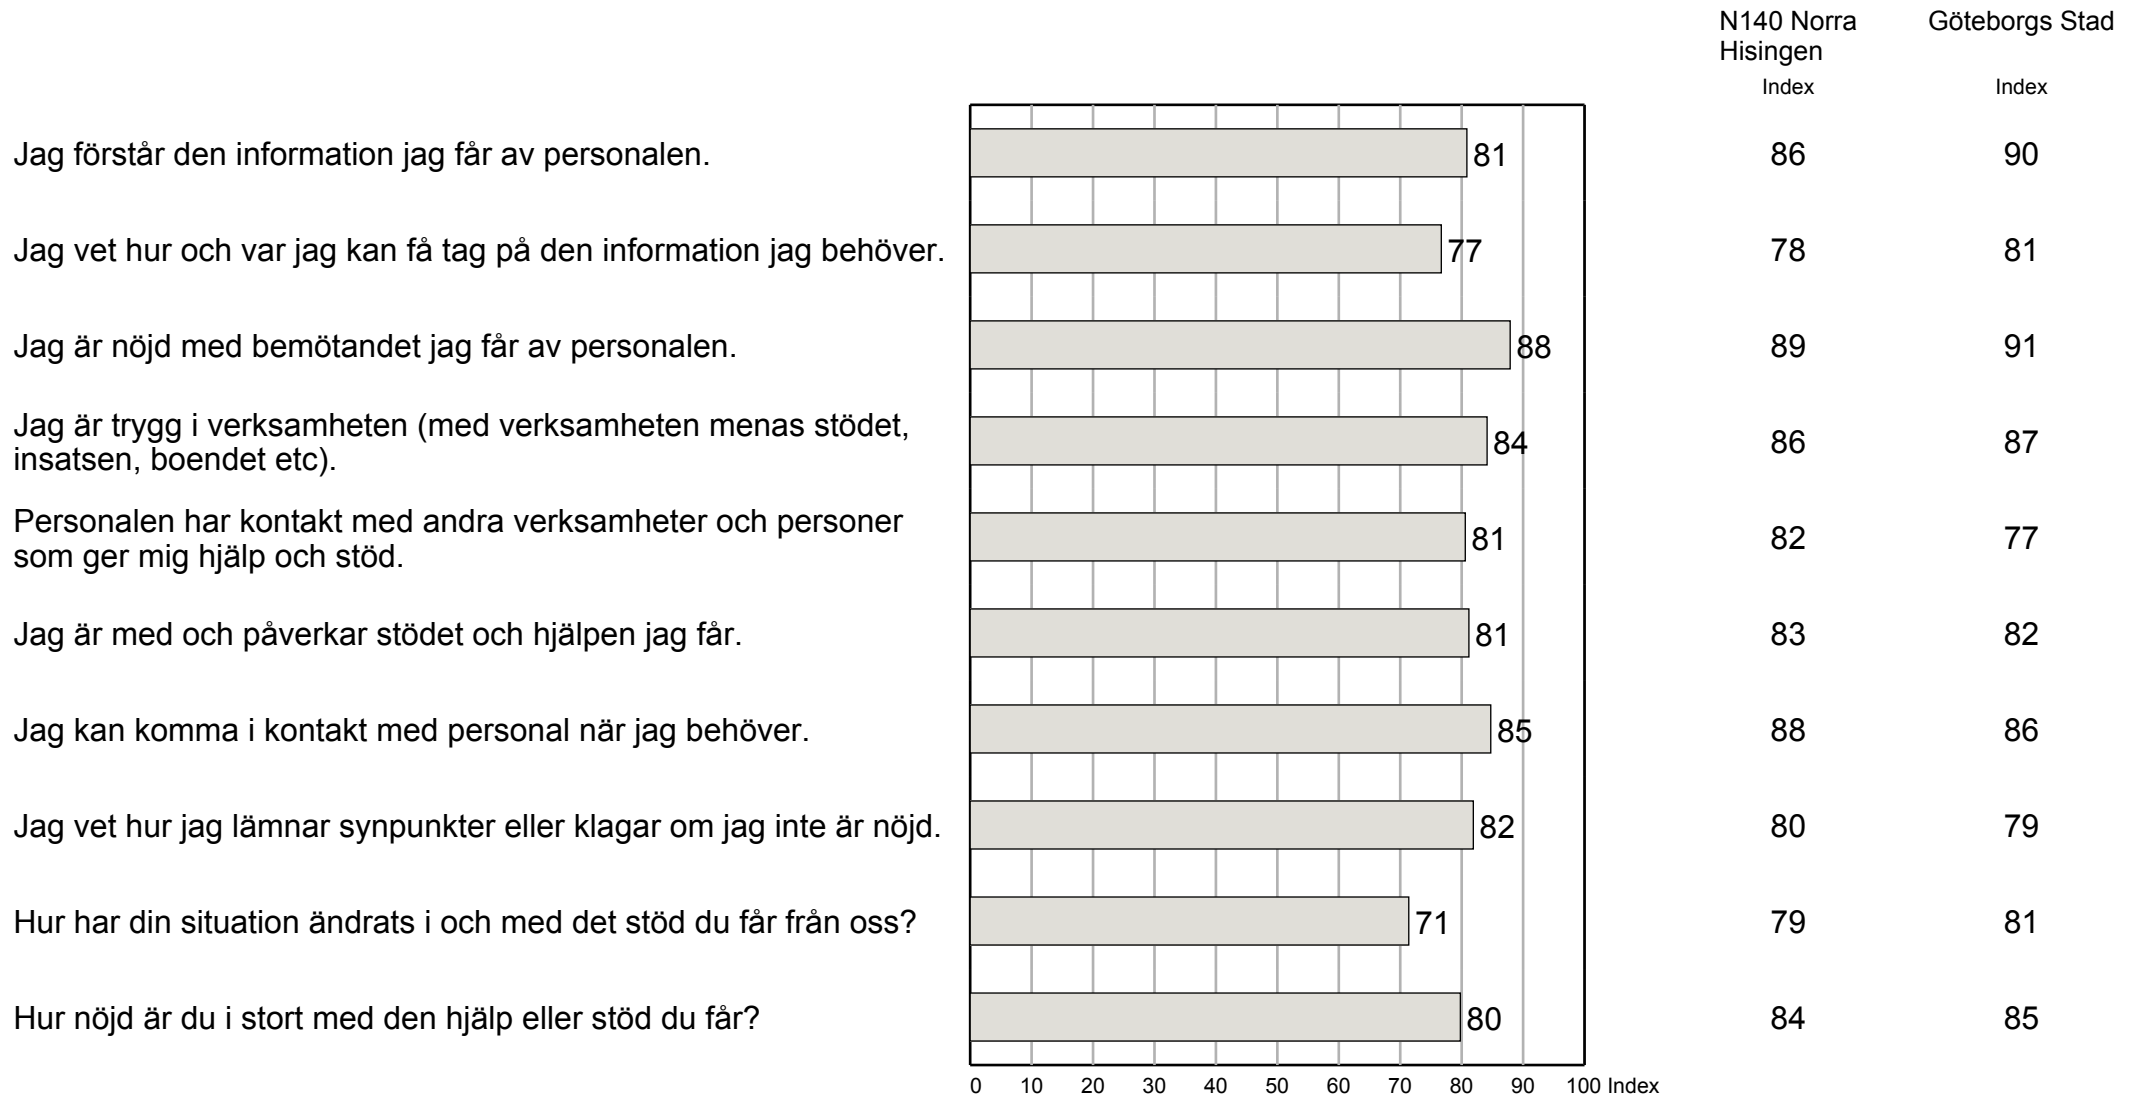 N140 Norra Göteborgs Stad
Hisingen
Index Index
Jag förstår den information jag får av personalen. 81 86 90
Jag vet hur och var jag kan få tag på den information jag behöver. 77 78 81
Jag är nöjd med bemötandet jag får av personalen. 88 89 91
Jag är trygg i verksamheten (med verksamheten menas stödet,
insatsen, boendet etc). 84 86 87
Personalen har kontakt med andra verksamheter och personer
som ger mig hjälp och stöd. 81 82 77
Jag är med och påverkar stödet och hjälpen jag får. 81 83 82
Jag kan komma i kontakt med personal när jag behöver. 85 88 86
Jag vet hur jag lämnar synpunkter eller klagar om jag inte är nöjd. 82 80 79
Hur har din situation ändrats i och med det stöd du får från oss? 71 79 81
Hur nöjd är du i stort med den hjälp eller stöd du får? 80 84 85
0 10 20 30 40 50 60 70 80 90 100 Index